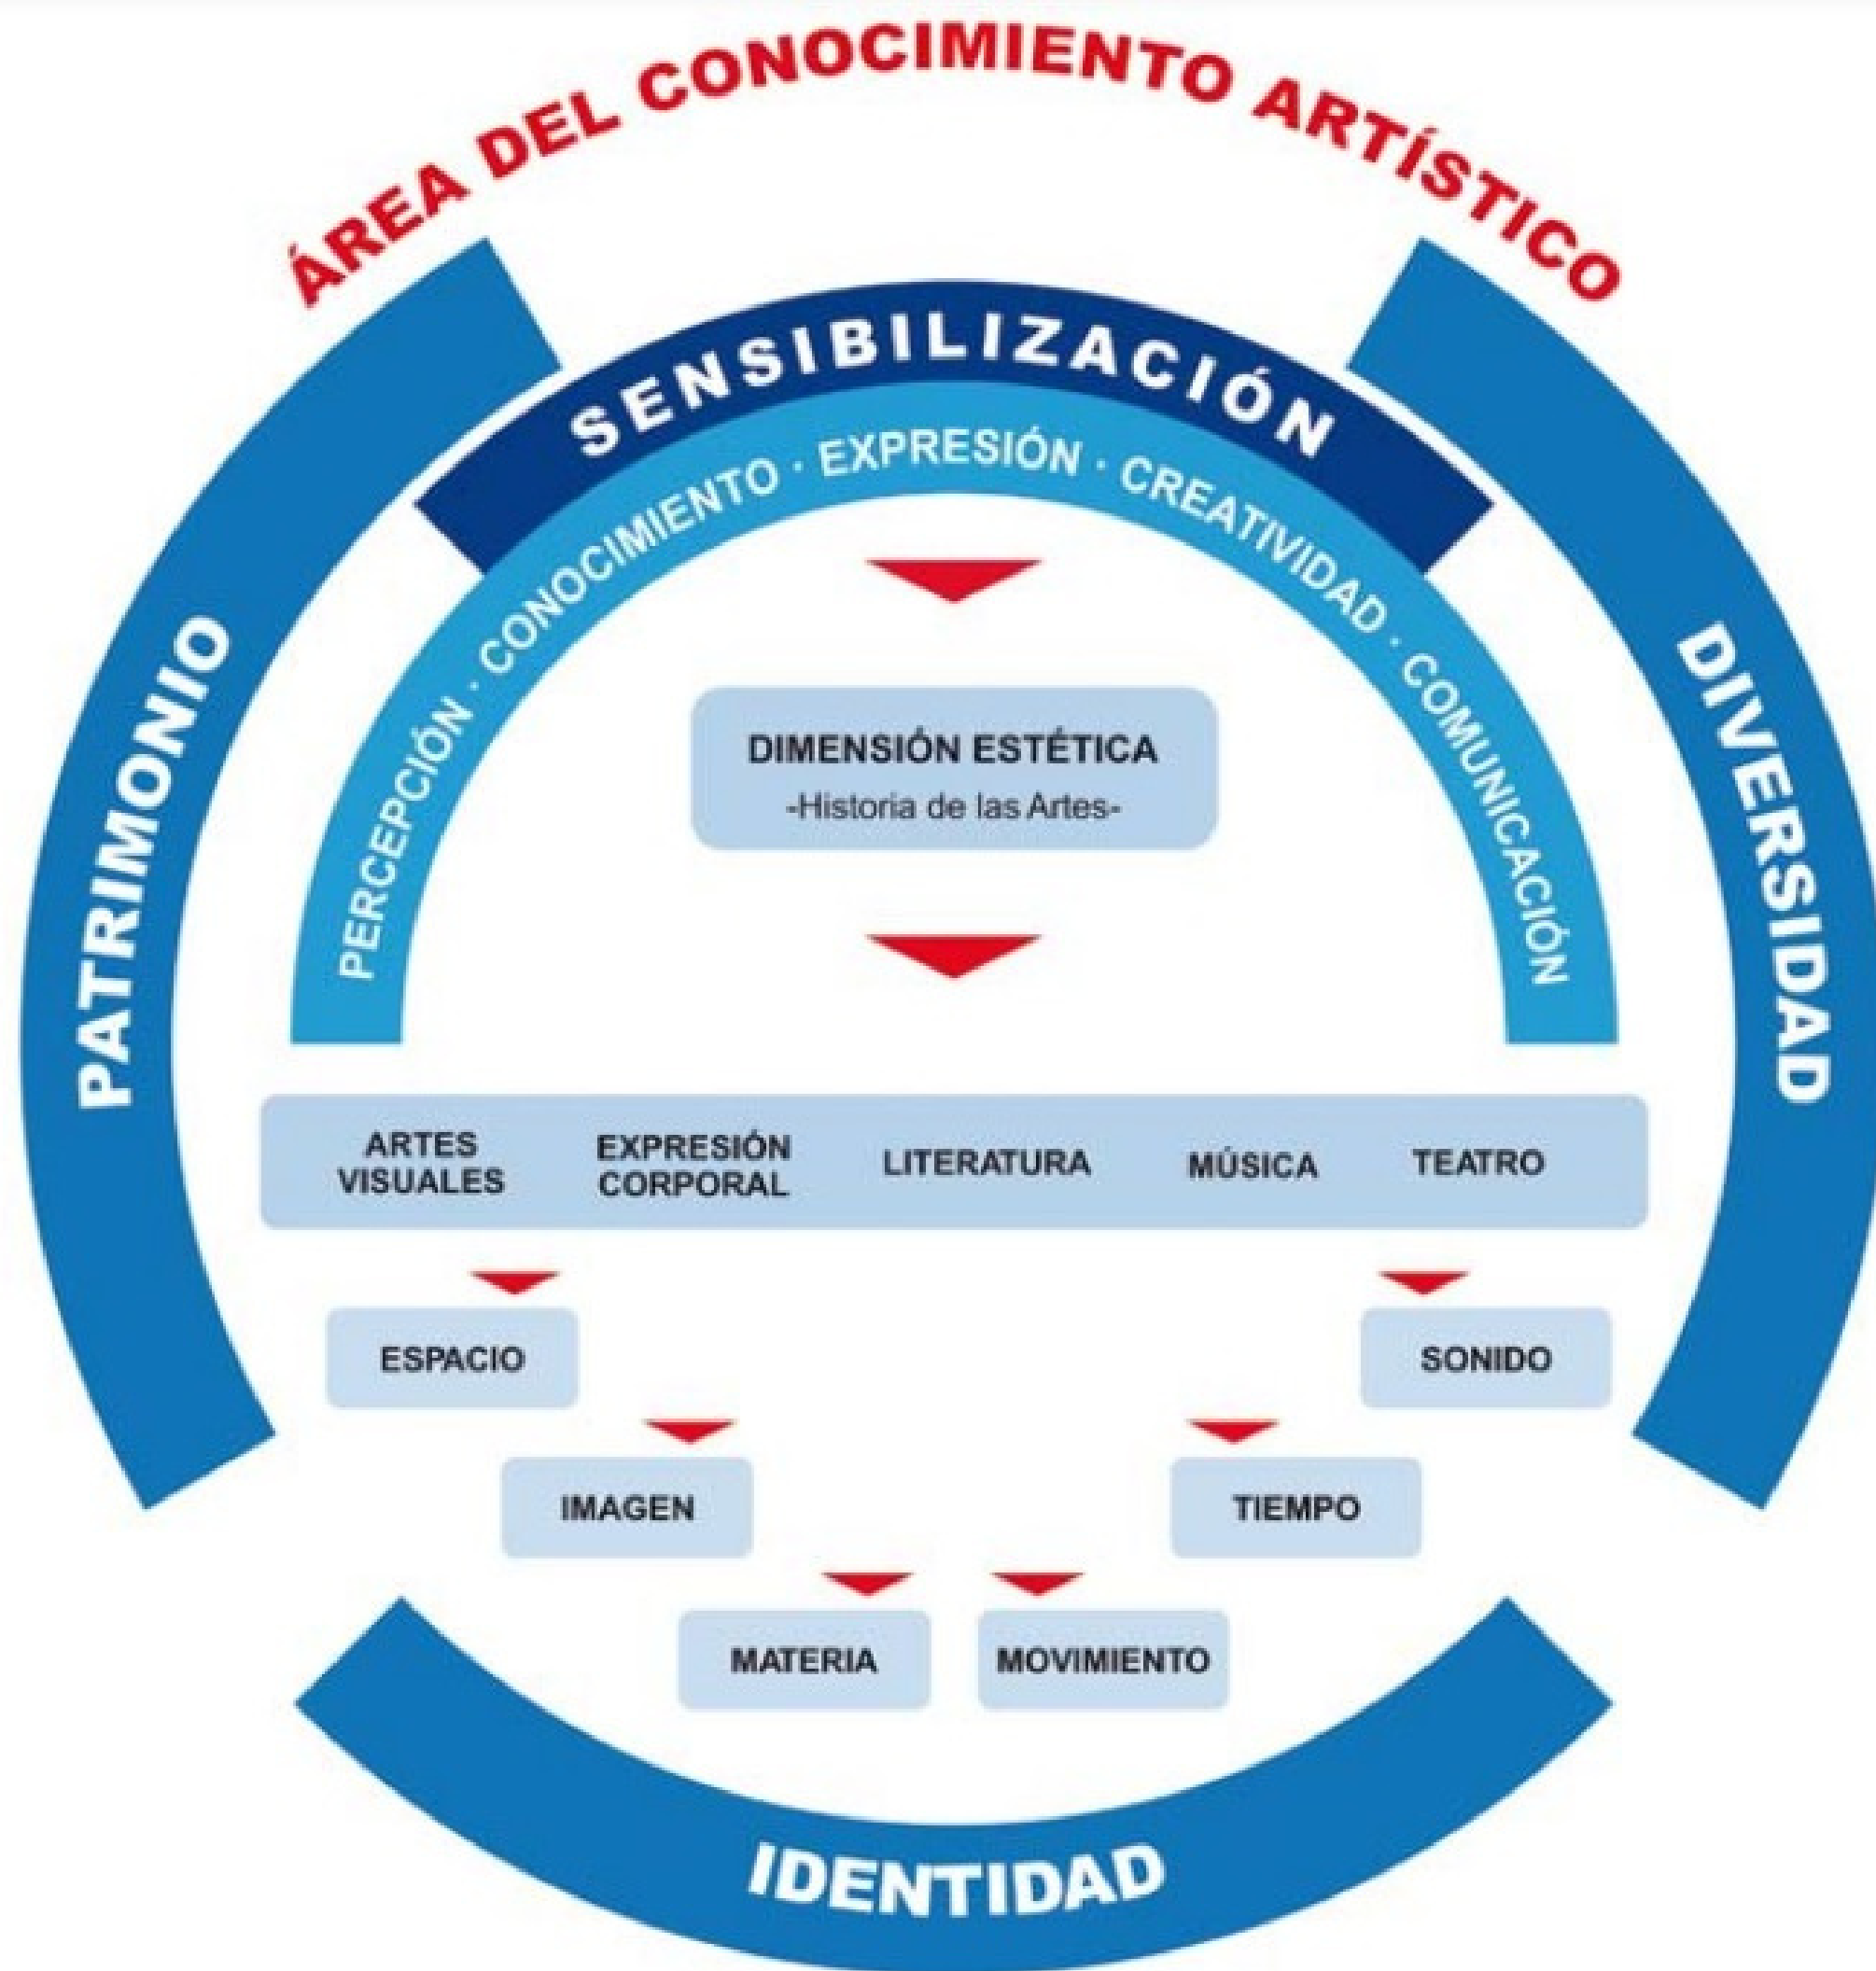 ÁREA DEL CONOCIMIENTO ARTÍSTICO
SENSIBILIZACIÓN
PERCEPCIÓN · CONOCIMIENTO · EXPRESIÓN · CREATIVIDAD · COMUNICACIÓN
PATRIMONIO
DIVERSIDAD
DIMENSIÓN ESTÉTICA
-Historia de las Artes-
ARTES
VISUALES
EXPRESIÓN
CORPORAL
LITERATURA
MÚSICA
TEATRO
ESPACIO
SONIDO
IMAGEN
TIEMPO
MATERIA
MOVIMIENTO
IDENTIDAD